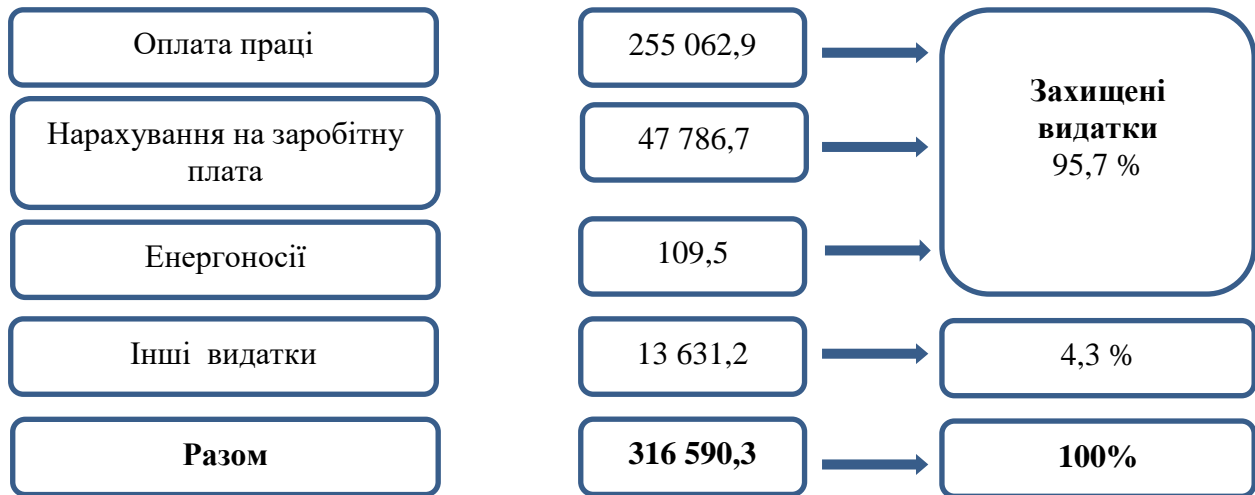 Оплата праці
255 062,9
Захищені
видатки
95,7 %
Нарахування на заробітну
плата
47 786,7
Енергоносії
109,5
Інші видатки
13 631,2
4,3 %
Разом
316 590,3
100%